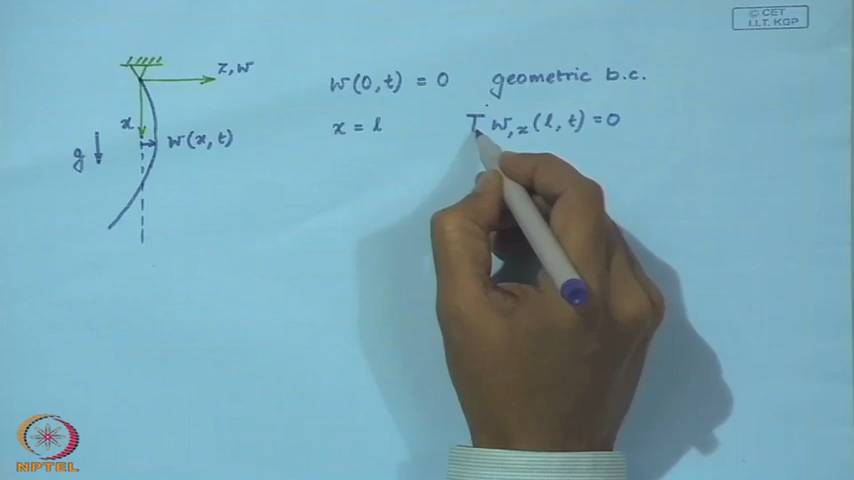 © CET
I.I.T. KGP
z, w
w(0, t) = 0 geometric b.c.
x = l T w,x (l, t) = 0
x
w(x, t)
g
NPTEL